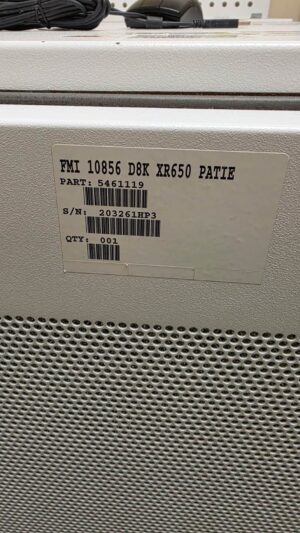 FMI 10856 D8K XR650 PATIE
PART: 5461119
S/N: 203261HP3
QTY: 001